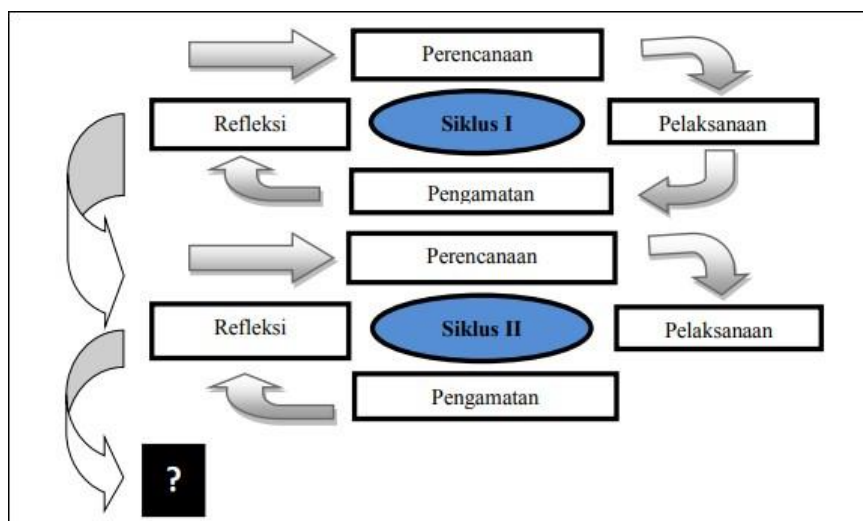 Perencanaan
Refleksi
Siklus I
Pelaksanaan
Pengamatan
Perencanaan
Refleksi
Siklus II
Pelaksanaan
Pengamatan
?